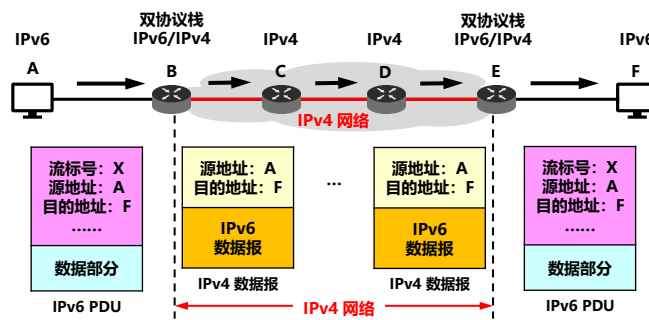 双协议栈
双协议栈
IPv6
IPv6/IPv4
IPv4
IPv4
IPv6/IPv4
IPv6
A
B
C
D
E
F
IPv4 网络
流标号：X
源地址：A
目的地址：F
……
数据部分
IPv6 PDU
源地址：A
目的地址：F
IPv6
数据报
IPv4 数据报
…
源地址：A
目的地址：F
IPv6
数据报
IPv4 数据报
流标号：X
源地址：A
目的地址：F
……
数据部分
IPv6 PDU
IPv4 网络